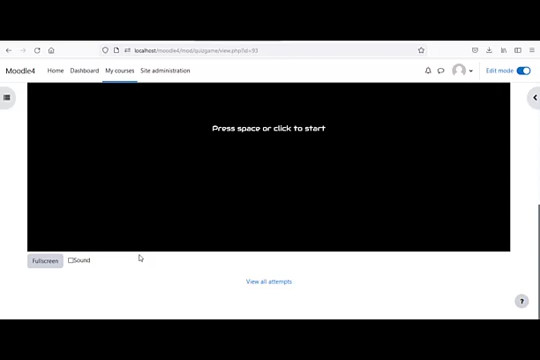 localhost/moodle4/mod/quizgame/view.php?id=93
Moodle4 Home Dashboard My courses Site administration Edit mode
Press space or click to start
Fullscreen Sound
View all attempts
?